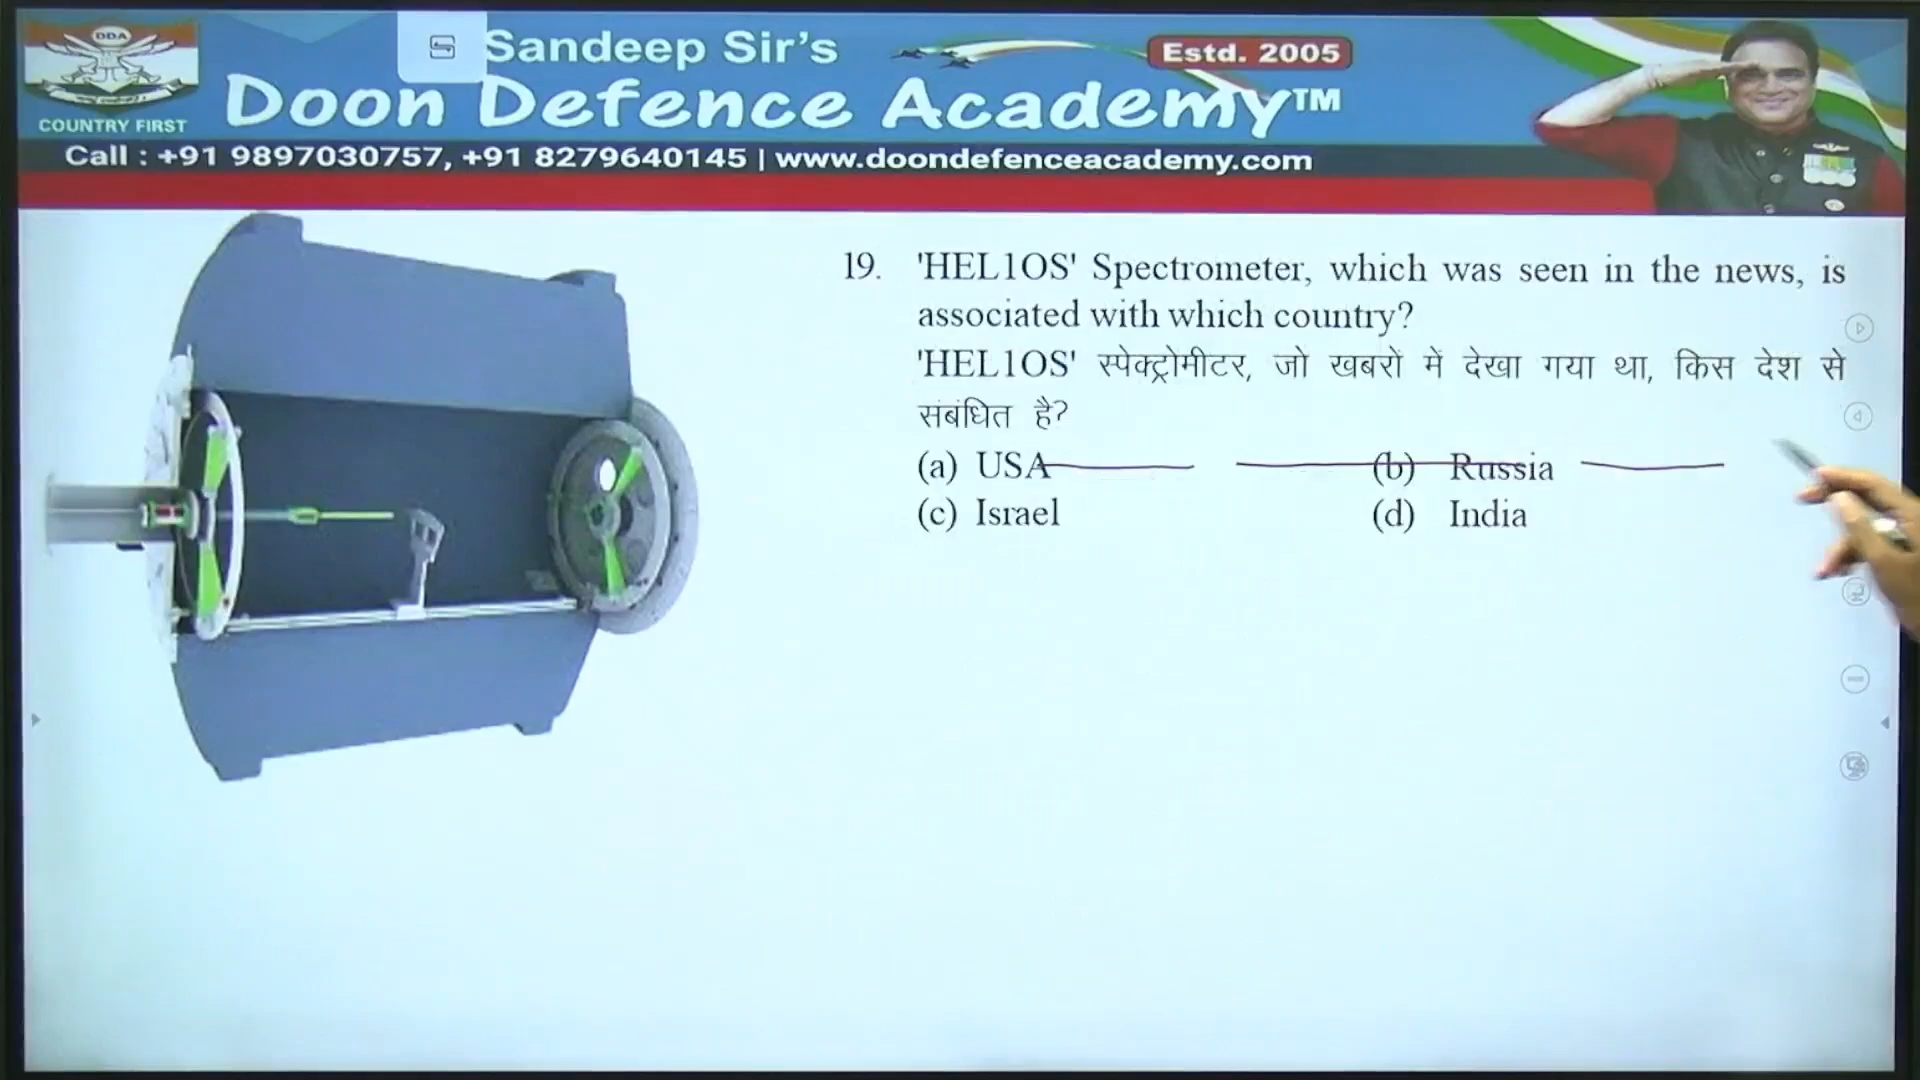 DDA
COUNTRY FIRST
Sandeep Sir's
Estd. 2005
Doon Defence Academy™
Call : +91 9897030757, +91 8279640145 | www.doondefenceacademy.com
19. 'HEL1OS' Spectrometer, which was seen in the news, is
associated with which country?
'HEL1OS' स्पेक्ट्रोमीटर, जो खबरों में देखा गया था, किस देश से
संबंधित है?
(a) USA (b) Russia
(c) Israel (d) India